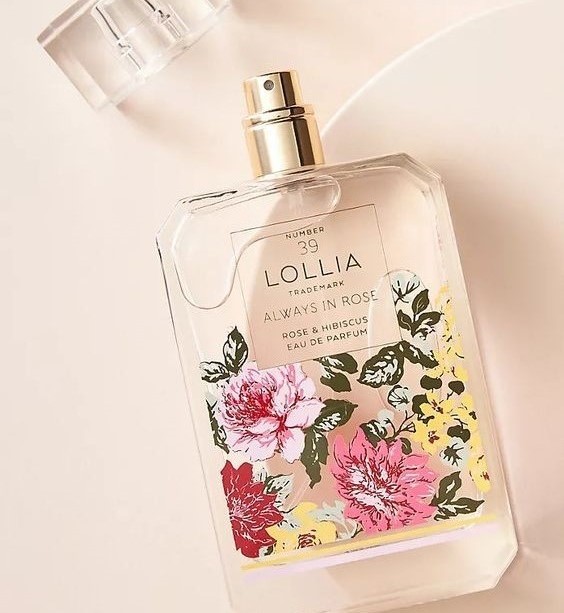 NUMBER
39
LOLLIA
TRADEMARK
ALWAYS IN ROSE
ROSE & HIBISCUS
EAU DE PARFUM